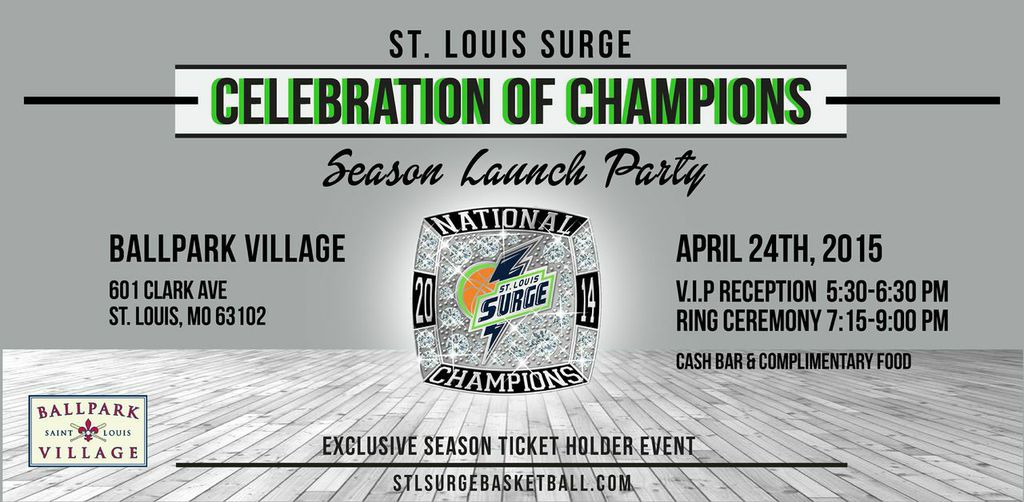 ST. LOUIS SURGE
CELEBRATION OF CHAMPIONS
Season Launch Party
BALLPARK VILLAGE
601 CLARK AVE
ST. LOUIS, MO 63102
NATIONAL
20
14
ST. LOUIS
SURGE
CHAMPIONS
APRIL 24TH, 2015
V.I.P RECEPTION 5:30-6:30 PM
RING CEREMONY 7:15-9:00 PM
CASH BAR & COMPLIMENTARY FOOD
BALLPARK
SAINT LOUIS
VILLAGE
EXCLUSIVE SEASON TICKET HOLDER EVENT
STLSURGEBASKETBALL.COM